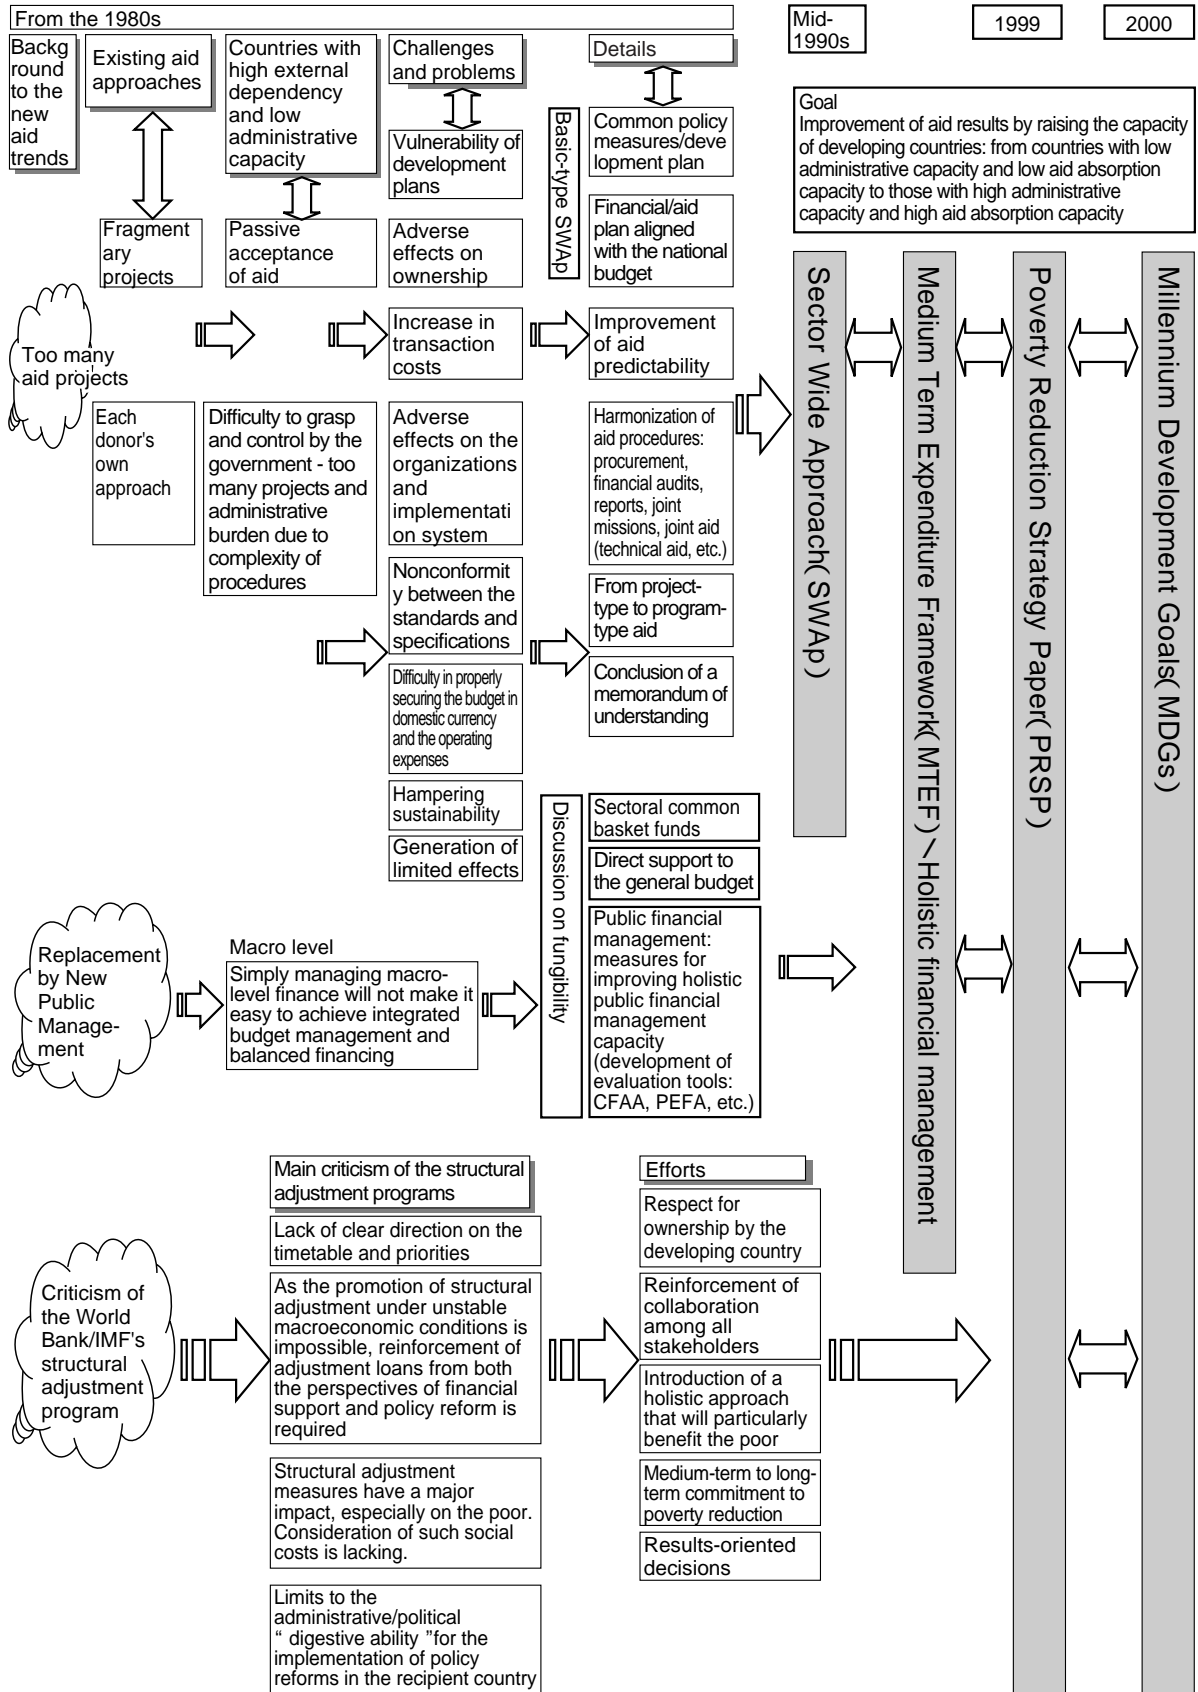 From the 1980s
Mid-
1990s
1999
2000
Backg
round
to the
new
aid
trends
Existing aid
approaches
Countries with
high external
dependency
and low
administrative
capacity
Challenges
and problems
Details
Goal
Improvement of aid results by raising the capacity
of developing countries: from countries with low
administrative capacity and low aid absorption
capacity to those with high administrative
capacity and high aid absorption capacity
Fragment
ary
projects
Passive
acceptance
of aid
Vulnerability of
development
plans
Adverse
effects on
ownership
Basic-type SWAp
Common policy
measures/deve
lopment plan
Financial/aid
plan aligned
with the national
budget
Too many
aid projects
Increase in
transaction
costs
Improvement
of aid
predictability
Each
donor's
own
approach
Difficulty to grasp
and control by the
government - too
many projects and
administrative
burden due to
complexity of
procedures
Adverse
effects on the
organizations
and
implementati
on system
Harmonization of
aid procedures:
procurement,
financial audits,
reports, joint
missions, joint aid
(technical aid, etc.)
Nonconformit
y between the
standards and
specifications
From project-
type to program-
type aid
Difficulty in properly
securing the budget in
domestic currency
and the operating
expenses
Conclusion of a
memorandum of
understanding
Hampering
sustainability
Generation of
limited effects
Sector Wide Approach(SWAp)
Medium Term Expenditure Framework(MTEF)/Holistic financial management
Poverty Reduction Strategy Paper(PRSP)
Millennium Development Goals(MDGs)
Replacement
by New
Public
Manage-
ment
Macro level
Simply managing macro-
level finance will not make it
easy to achieve integrated
budget management and
balanced financing
Discussion on fungibility
Sectoral common
basket funds
Direct support to
the general budget
Public financial
management:
measures for
improving holistic
public financial
management
capacity
(development of
evaluation tools:
CFAA, PEFA, etc.)
Criticism of
the World
Bank/IMF's
structural
adjustment
program
Main criticism of the structural
adjustment programs
Lack of clear direction on the
timetable and priorities
As the promotion of structural
adjustment under unstable
macroeconomic conditions is
impossible, reinforcement of
adjustment loans from both
the perspectives of financial
support and policy reform is
required
Structural adjustment
measures have a major
impact, especially on the poor.
Consideration of such social
costs is lacking.
Limits to the
administrative/political
“ digestive ability ”for the
implementation of policy
reforms in the recipient country
Efforts
Respect for
ownership by the
developing country
Reinforcement of
collaboration
among all
stakeholders
Introduction of a
holistic approach
that will particularly
benefit the poor
Medium-term to long-
term commitment to
poverty reduction
Results-oriented
decisions